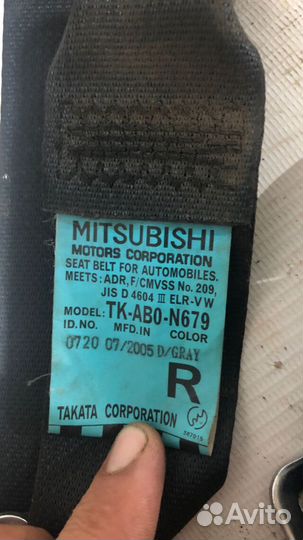 MITSUBISHI
MOTORS CORPORATION
SEAT BELT FOR AUTOMOBILES.
MEETS: ADR, F/CMVSS No. 209,
JIS D 4604 III ELR-VW
MODEL: TK-AB0-N679
ID.NO. MFD.IN COLOR
0720 07/2005 D/GRAY
R
TAKATA CORPORATION
Avito